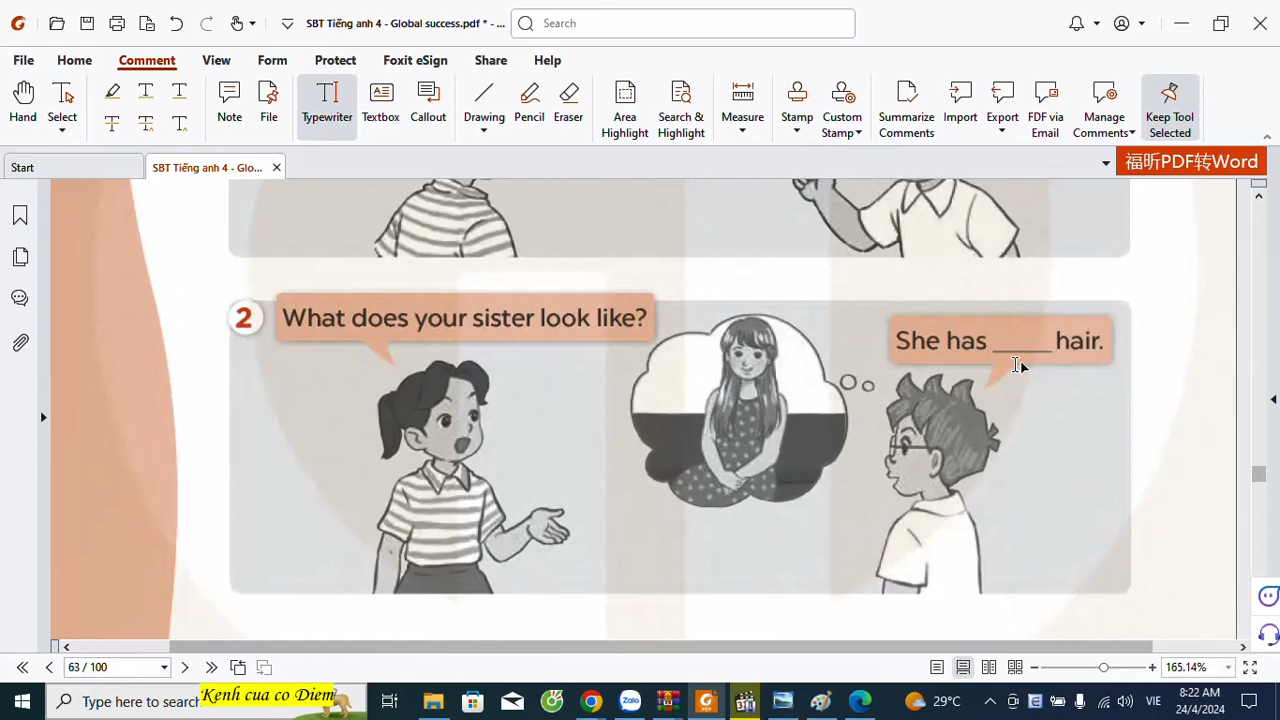 SBT Tiếng anh 4 - Global success.pdf * - ...
Search
File Home Comment View Form Protect Foxit eSign Share Help
Hand
Select
Note
File
Typewriter
Textbox
Callout
Drawing
Pencil
Eraser
Area Highlight
Search & Highlight
Measure
Stamp
Custom Stamp
Summarize Comments
Import
Export
FDF via Email
Manage Comments
Keep Tool Selected
Start
SBT Tiếng anh 4 - Glo...
福昕PDF转Word
2 What does your sister look like?
She has _____ hair.
63 / 100
165.14%
Type here to searc
Kenh cua co Diem
29°C
VIE
8:22 AM
24/4/2024